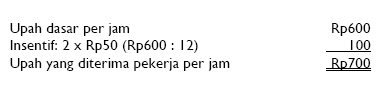 Upah dasar per jam Rp600
Insentif: 2 x Rp50 (Rp600 : 12) 100
Upah yang diterima pekerja per jam Rp700